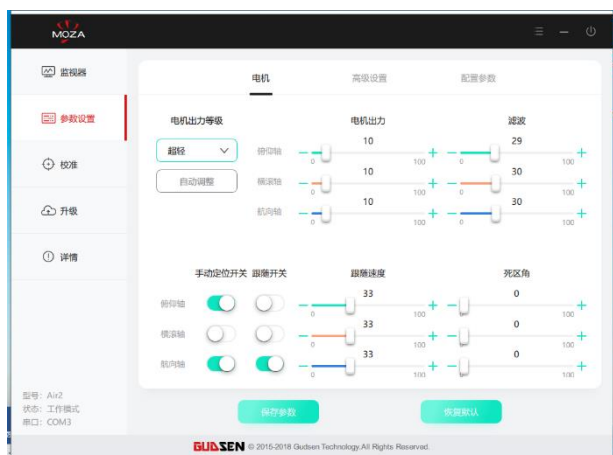 MOZA
监视器
参数设置
校准
升级
详情
型号: Air2
状态: 工作模式
串口: COM3
电机 高级设置 配置参数
电机出力等级 电机出力 滤波
超轻
自动调整
俯仰轴 10 29
0 100 0 100
横滚轴 10 30
0 100 0 100
航向轴 10 30
0 100 0 100
手动定位开关 跟随开关 跟随速度 死区角
俯仰轴 33 0
0 100 0 100
横滚轴 33 0
0 100 0 100
航向轴 33 0
0 100 0 100
保存参数 恢复默认
GUDSEN © 2015-2018 Gudsen Technology.All Rights Reserved.